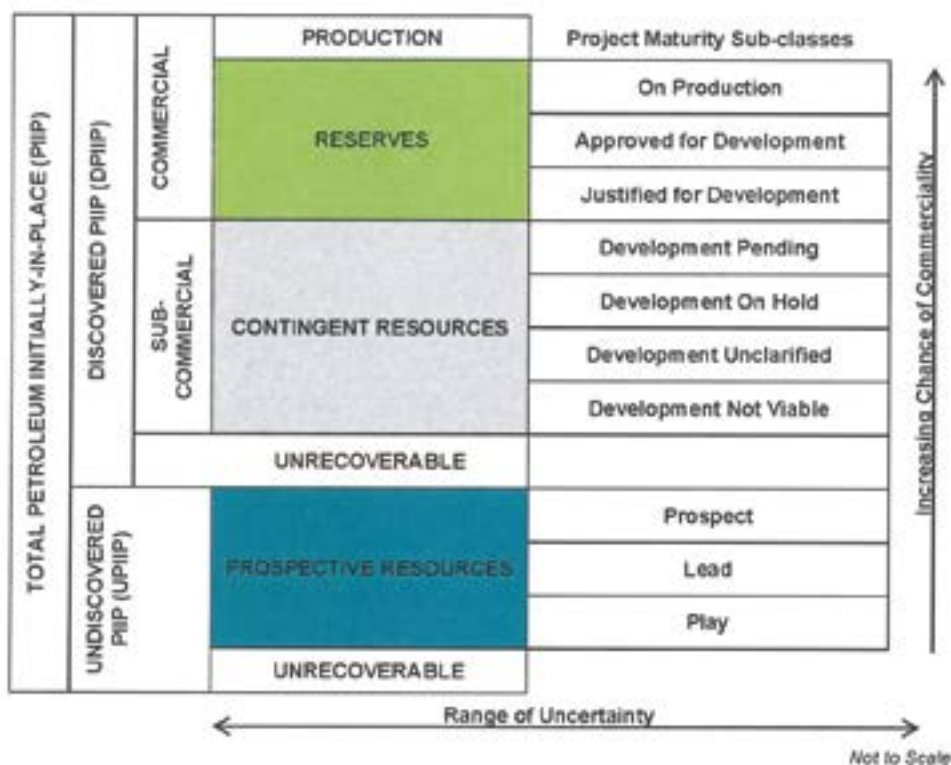 TOTAL PETROLEUM INITIALLY-IN-PLACE (PIIP)
DISCOVERED PIIP (DPIIP)
COMMERCIAL
PRODUCTION
Project Maturity Sub-classes
RESERVES
On Production
Approved for Development
Justified for Development
SUB-
COMMERCIAL
CONTINGENT RESOURCES
Development Pending
Development On Hold
Development Unclarified
Development Not Viable
UNRECOVERABLE
UNDISCOVERED
PIIP (UPIIP)
PROSPECTIVE RESOURCES
Prospect
Lead
Play
UNRECOVERABLE
Increasing Chance of Commerciality
Range of Uncertainty
Not to Scale